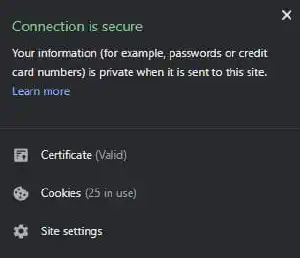 Connection is secure
Your information (for example, passwords or credit
card numbers) is private when it is sent to this site.
Learn more
Certificate (Valid)
Cookies (25 in use)
Site settings